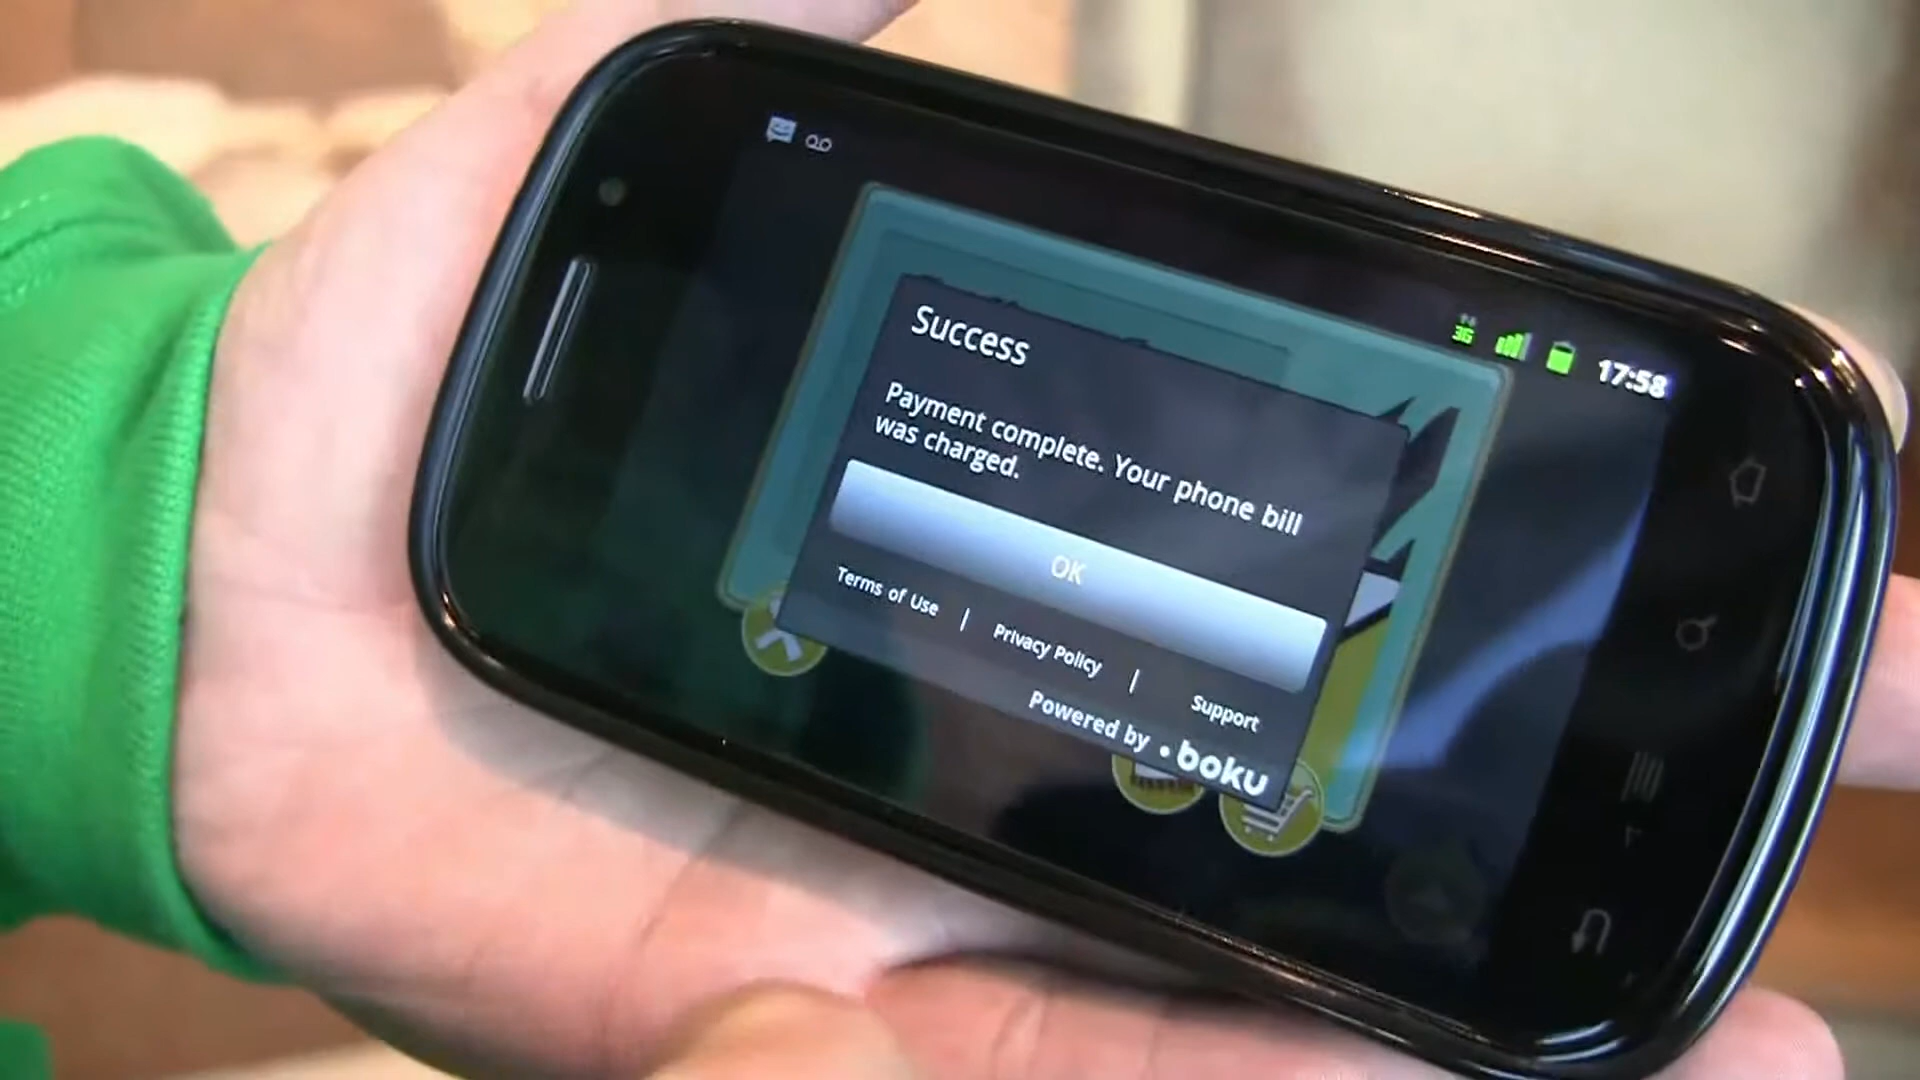 3G
17:58
Success
Payment complete. Your phone bill
was charged.
OK
Terms of Use | Privacy Policy | Support
Powered by • boku